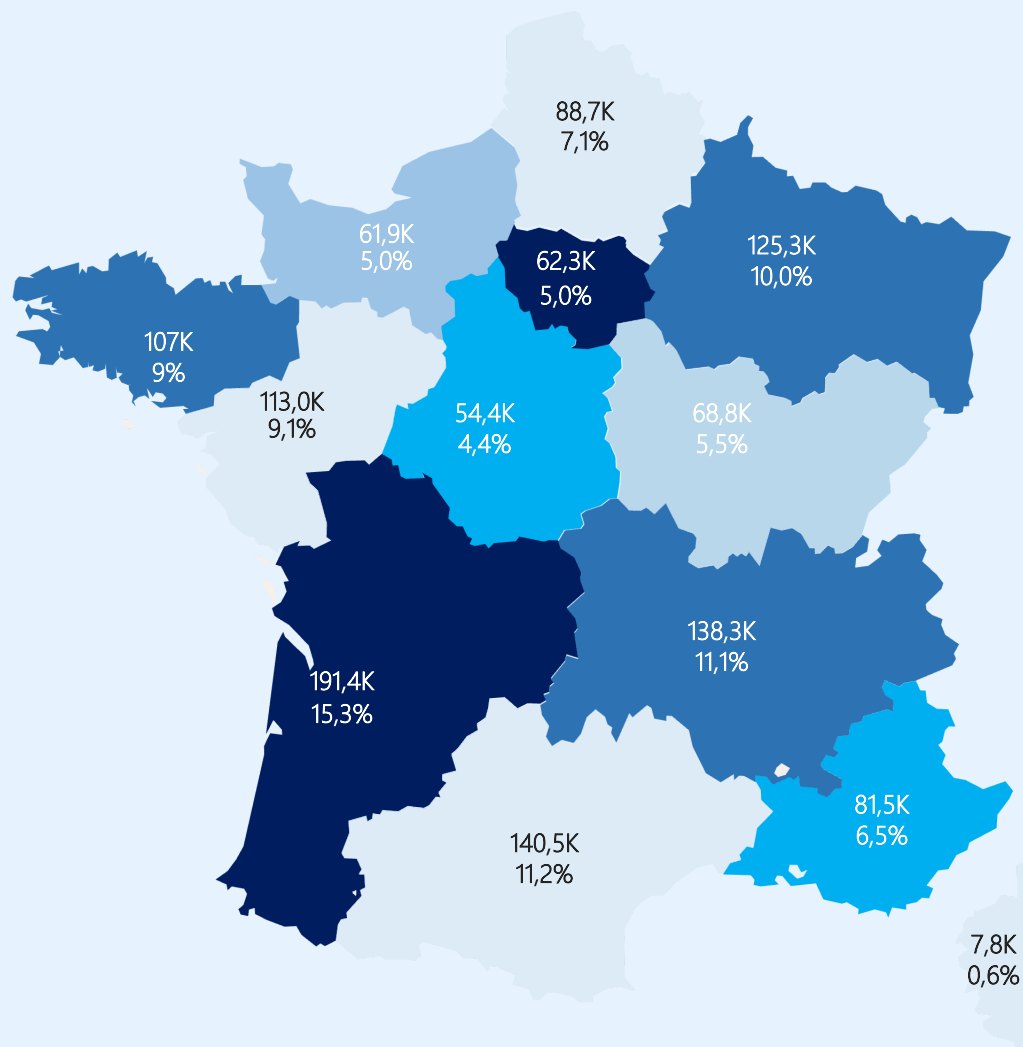 88,7K
7,1%
61,9K
5,0%
62,3K
5,0%
125,3K
10,0%
107K
9%
113,0K
9,1%
54,4K
4,4%
68,8K
5,5%
191,4K
15,3%
138,3K
11,1%
81,5K
6,5%
140,5K
11,2%
7,8K
0,6%